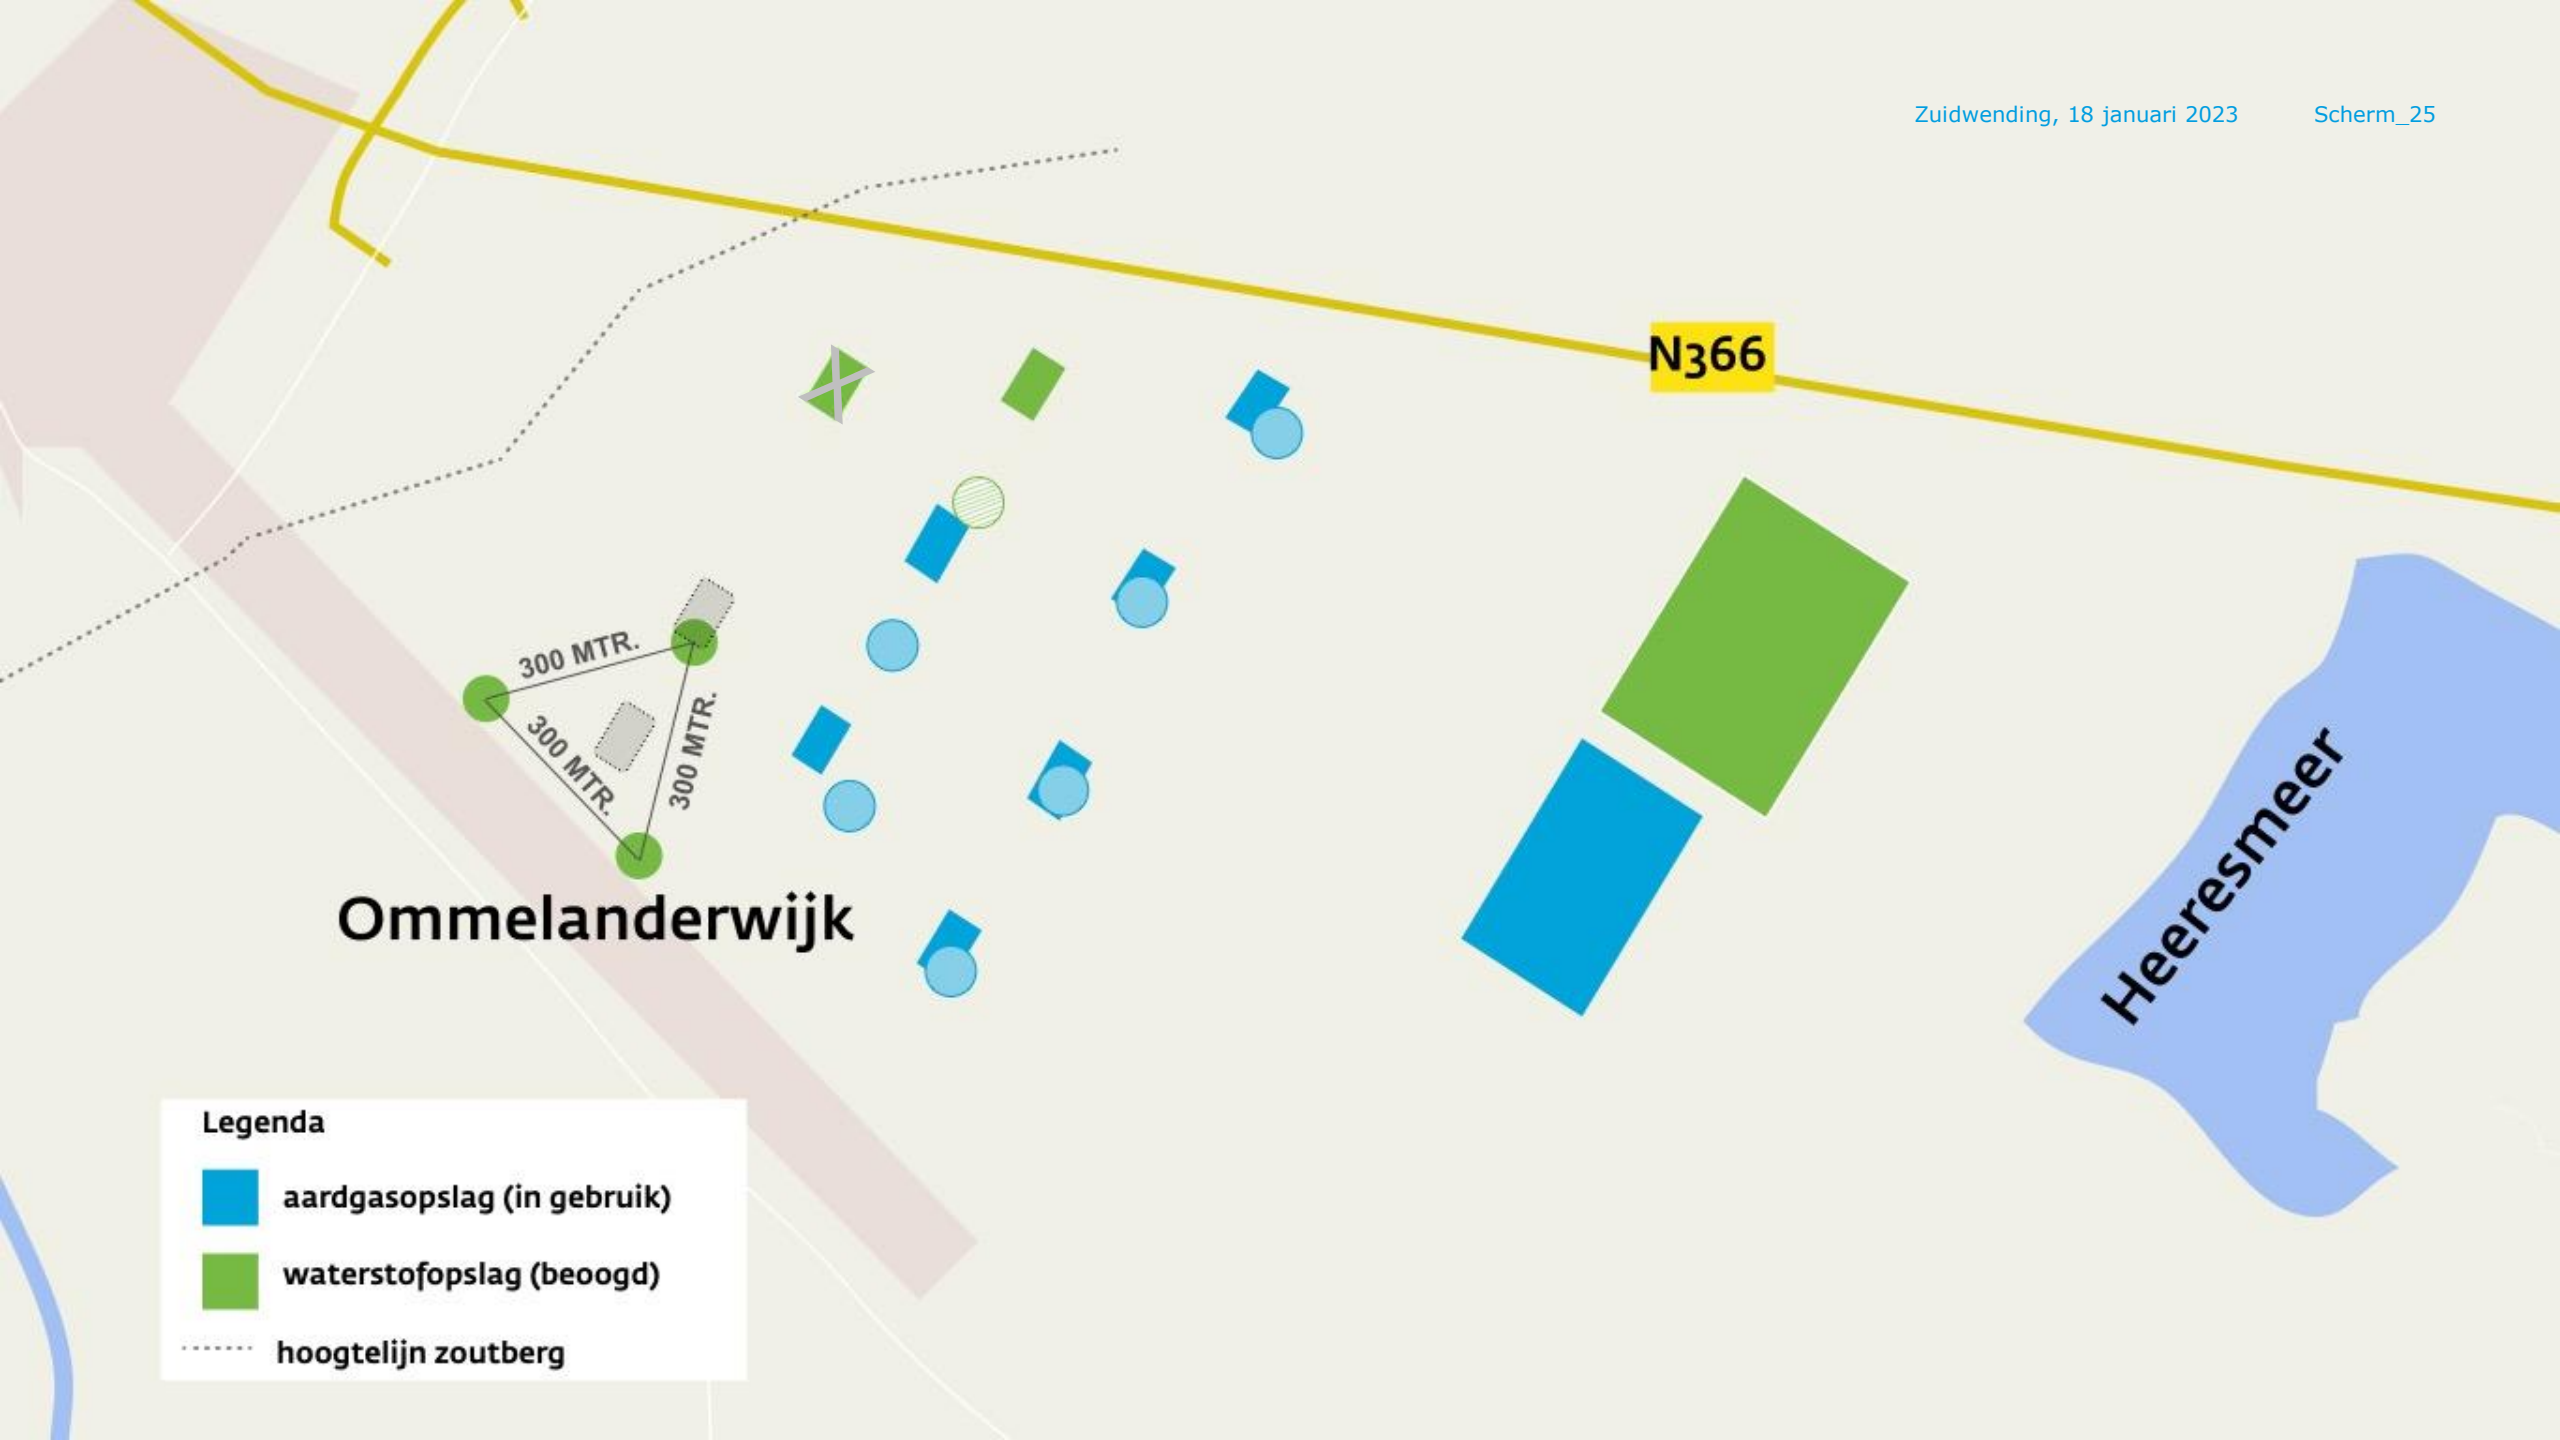 Zuidwending, 18 januari 2023 Scherm_25
N366
300 MTR.
300 MTR.
300 MTR.
Ommelanderwijk
Heeresmeer
Legenda
aardgasopslag (in gebruik)
waterstofopslag (beoogd)
hoogtelijn zoutberg